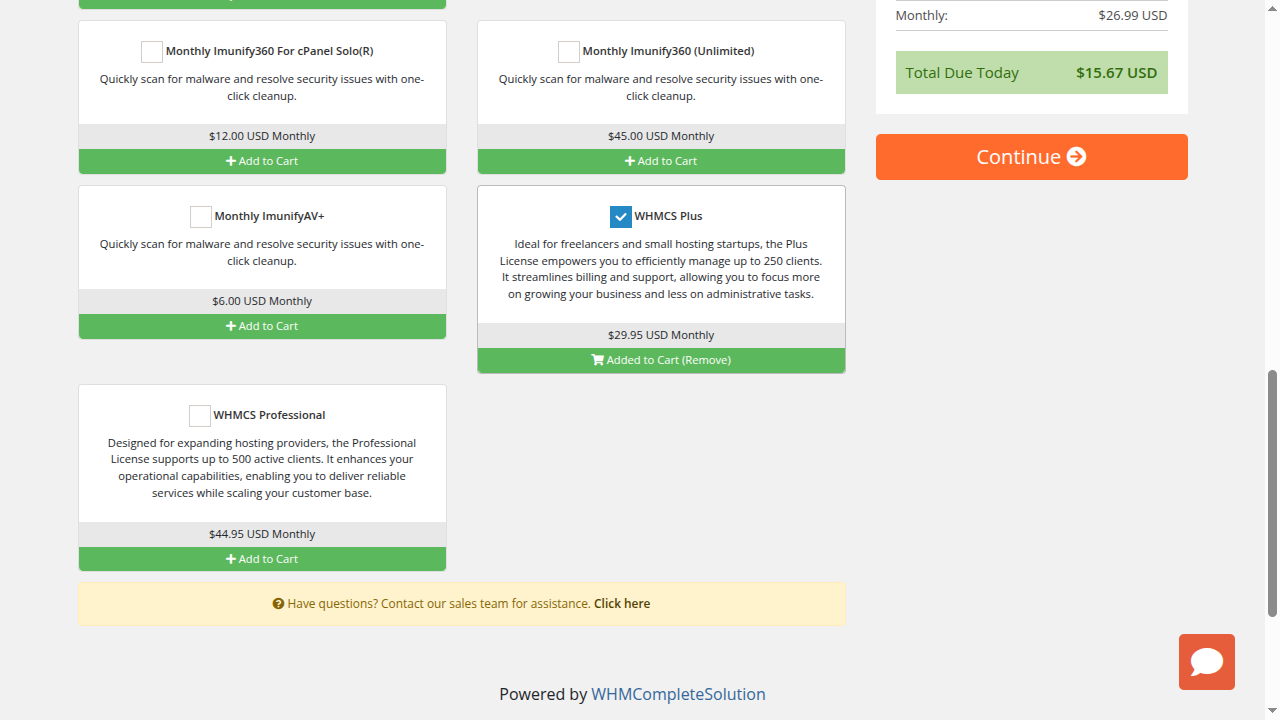 Monthly: $26.99 USD
Total Due Today $15.67 USD
Continue
Monthly Imunify360 For cPanel Solo(R)
Quickly scan for malware and resolve security issues with one-
click cleanup.
$12.00 USD Monthly
Add to Cart
Monthly Imunify360 (Unlimited)
Quickly scan for malware and resolve security issues with one-
click cleanup.
$45.00 USD Monthly
Add to Cart
Monthly ImunifyAV+
Quickly scan for malware and resolve security issues with one-
click cleanup.
$6.00 USD Monthly
Add to Cart
WHMCS Plus
Ideal for freelancers and small hosting startups, the Plus
License empowers you to efficiently manage up to 250 clients.
It streamlines billing and support, allowing you to focus more
on growing your business and less on administrative tasks.
$29.95 USD Monthly
Added to Cart (Remove)
WHMCS Professional
Designed for expanding hosting providers, the Professional
License supports up to 500 active clients. It enhances your
operational capabilities, enabling you to deliver reliable
services while scaling your customer base.
$44.95 USD Monthly
Add to Cart
Have questions? Contact our sales team for assistance. Click here
Powered by WHMCompleteSolution